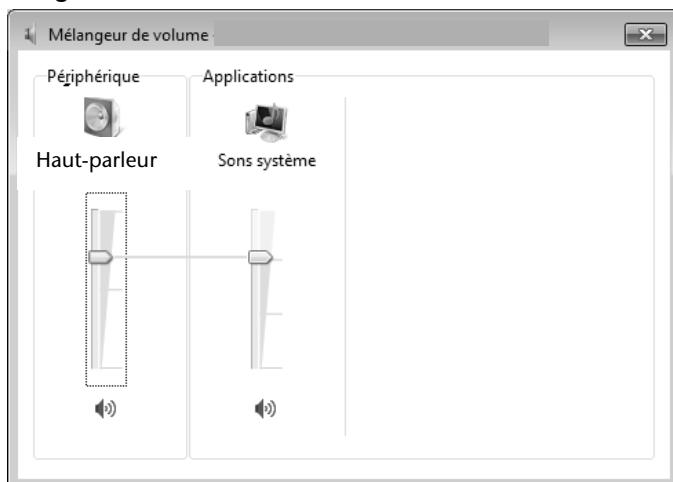 Mélangeur de volume -
Périphérique
Applications
Haut-parleur
Sons système